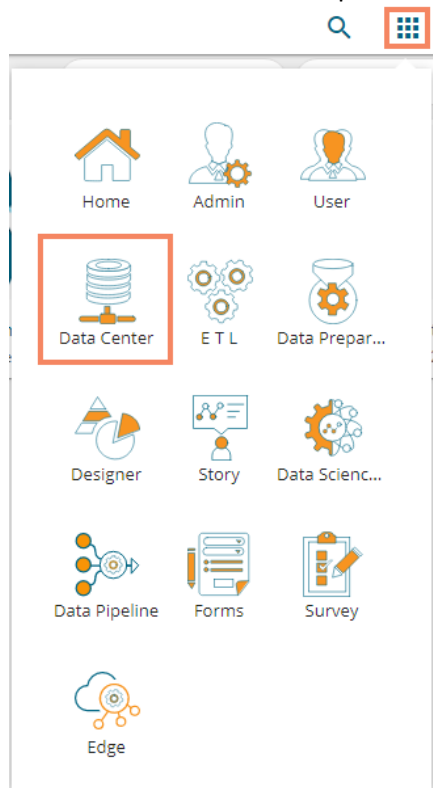 Home Admin User
Data Center E T L Data Prepar...
Designer Story Data Scienc...
Data Pipeline Forms Survey
Edge